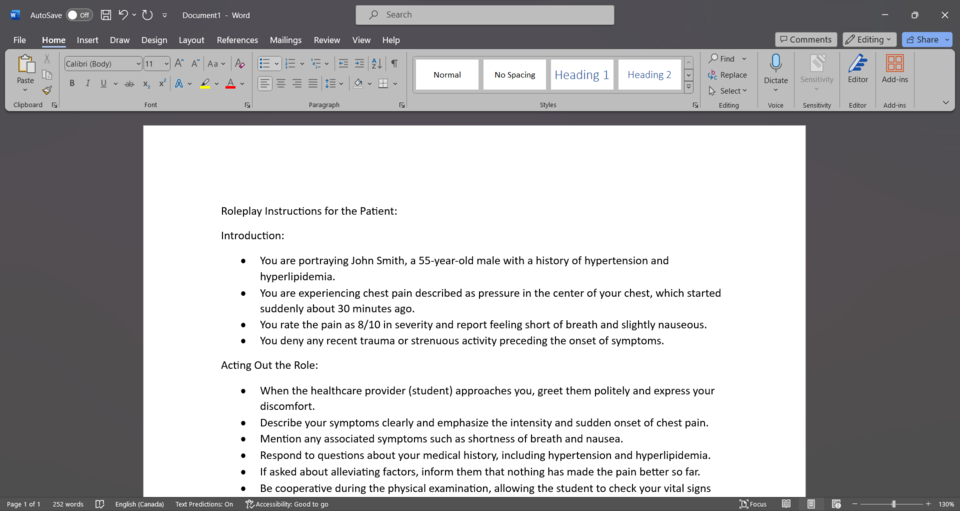 AutoSave Off Document1 - Word Search
File Home Insert Draw Design Layout References Mailings Review View Help Comments Editing Share
Paste
Calibri (Body) 11
Normal No Spacing Heading 1 Heading 2
Find
Replace
Select
Dictate Sensitivity Editor Add-ins
Clipboard Font Paragraph Styles Editing Voice Sensitivity Editor Add-ins
Roleplay Instructions for the Patient:
Introduction:
● You are portraying John Smith, a 55-year-old male with a history of hypertension and
hyperlipidemia.
● You are experiencing chest pain described as pressure in the center of your chest, which started
suddenly about 30 minutes ago.
● You rate the pain as 8/10 in severity and report feeling short of breath and slightly nauseous.
● You deny any recent trauma or strenuous activity preceding the onset of symptoms.
Acting Out the Role:
● When the healthcare provider (student) approaches you, greet them politely and express your
discomfort.
● Describe your symptoms clearly and emphasize the intensity and sudden onset of chest pain.
● Mention any associated symptoms such as shortness of breath and nausea.
● Respond to questions about your medical history, including hypertension and hyperlipidemia.
● If asked about alleviating factors, inform them that nothing has made the pain better so far.
● Be cooperative during the physical examination, allowing the student to check your vital signs
Page 1 of 1 252 words English (Canada) Text Predictions: On Accessibility: Good to go Focus 130%